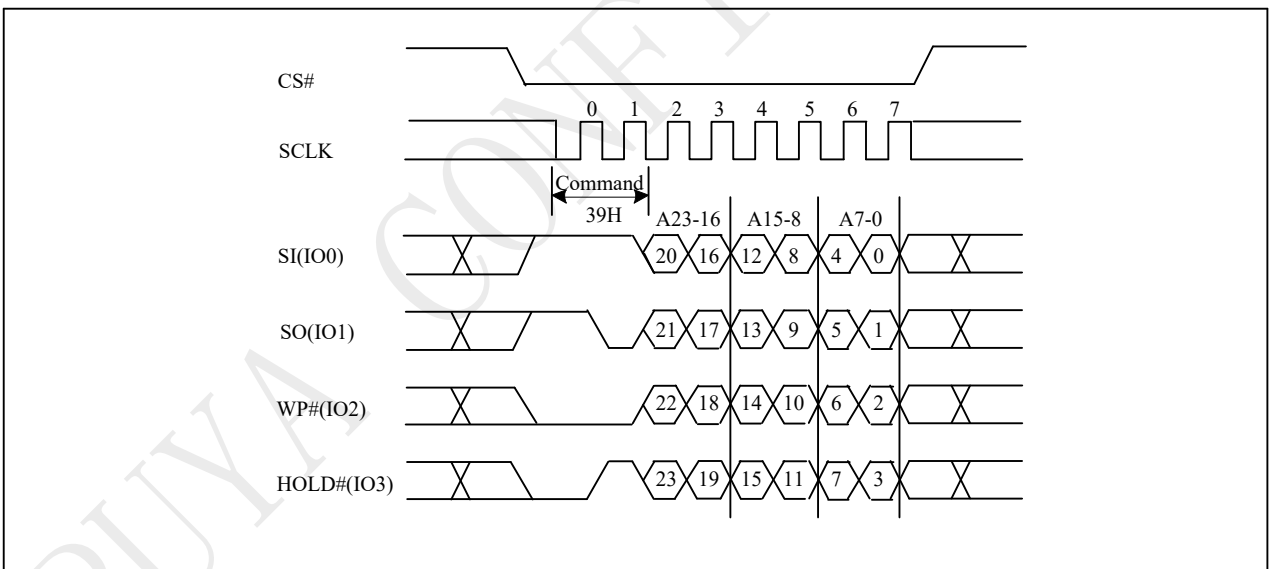 CS#
0 1 2 3 4 5 6 7
SCLK
Command
39H
A23-16 A15-8 A7-0
SI(IO0) 20 16 12 8 4 0
SO(IO1) 21 17 13 9 5 1
WP#(IO2) 22 18 14 10 6 2
HOLD#(IO3) 23 19 15 11 7 3
PUYA CONF